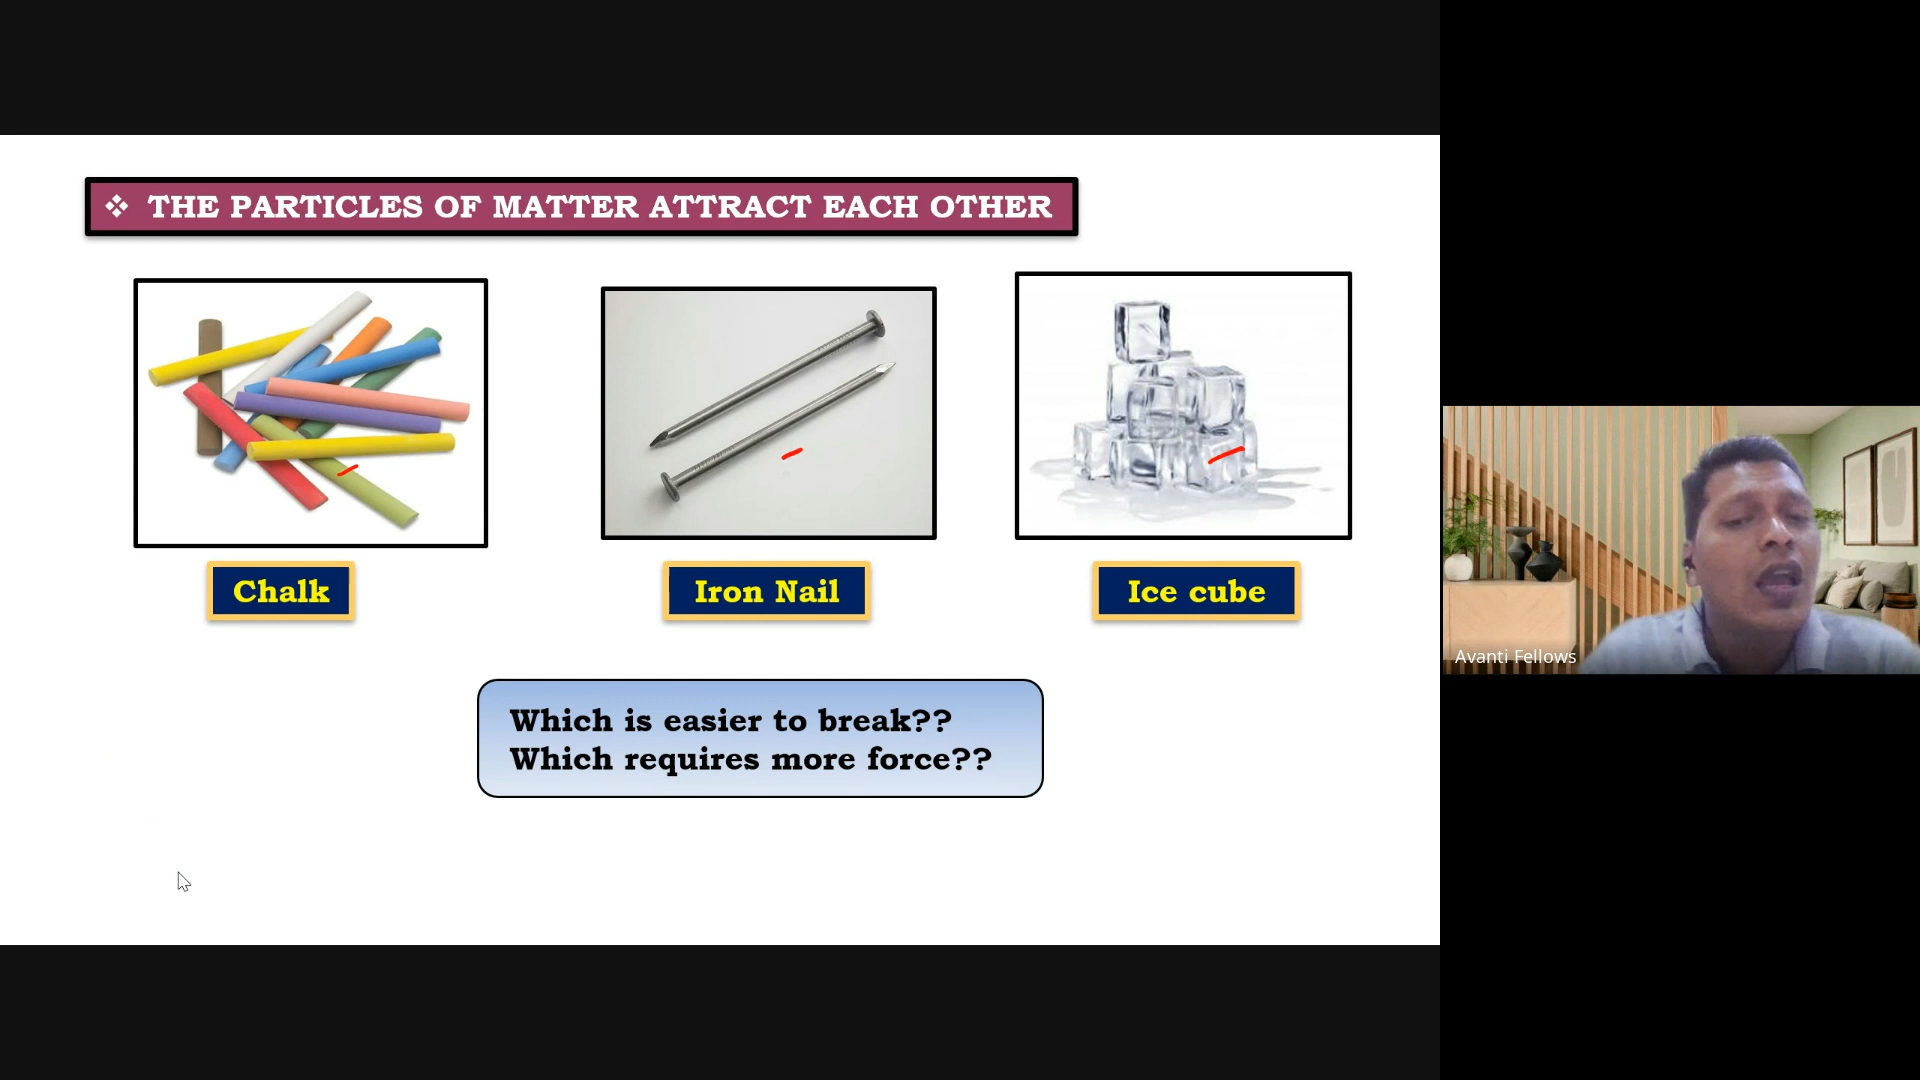 ❖ THE PARTICLES OF MATTER ATTRACT EACH OTHER
Chalk
Iron Nail
Ice cube
Which is easier to break??
Which requires more force??
Avanti Fellows